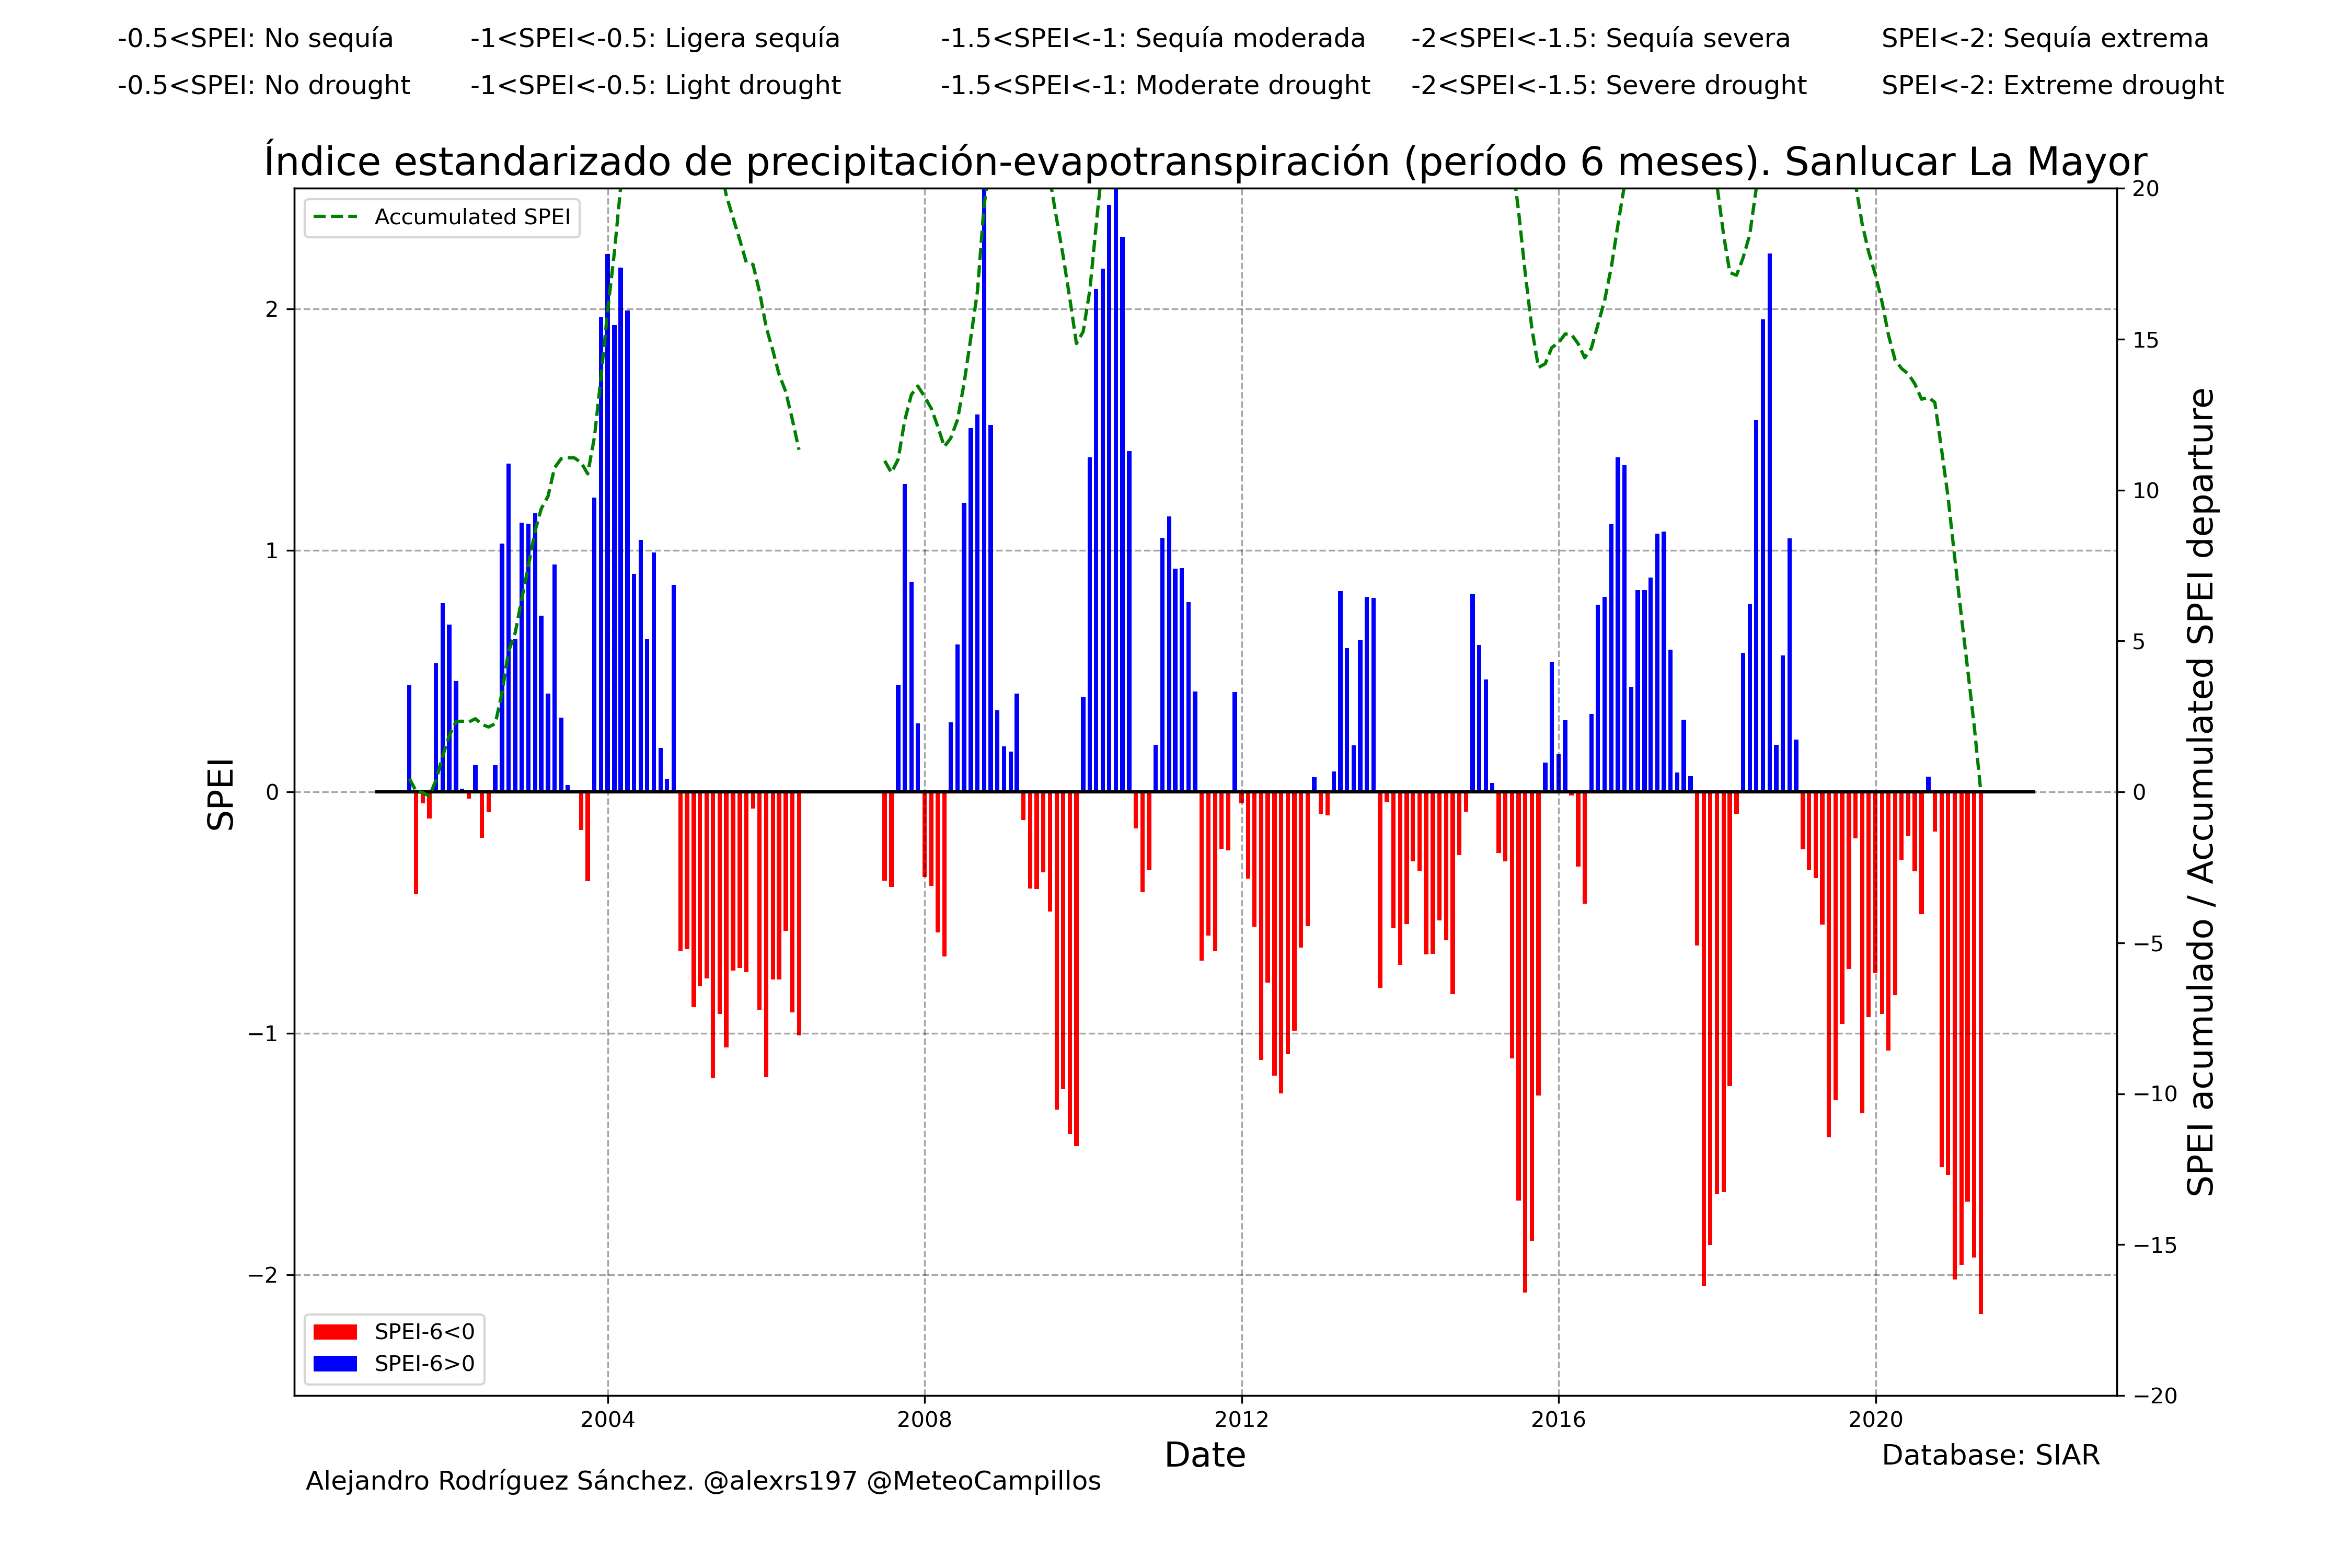 -0.5<SPEI: No sequía -1<SPEI<-0.5: Ligera sequía -1.5<SPEI<-1: Sequía moderada -2<SPEI<-1.5: Sequía severa SPEI<-2: Sequía extrema
-0.5<SPEI: No drought -1<SPEI<-0.5: Light drought -1.5<SPEI<-1: Moderate drought -2<SPEI<-1.5: Severe drought SPEI<-2: Extreme drought
Índice estandarizado de precipitación-evapotranspiración (período 6 meses). Sanlucar La Mayor
Accumulated SPEI
SPEI
2
1
0
−1
−2
20
15
10
5
0
−5
−10
−15
−20
SPEI acumulado / Accumulated SPEI departure
SPEI-6<0
SPEI-6>0
2004 2008 2012 2016 2020
Date
Database: SIAR
Alejandro Rodríguez Sánchez. @alexrs197 @MeteoCampillos